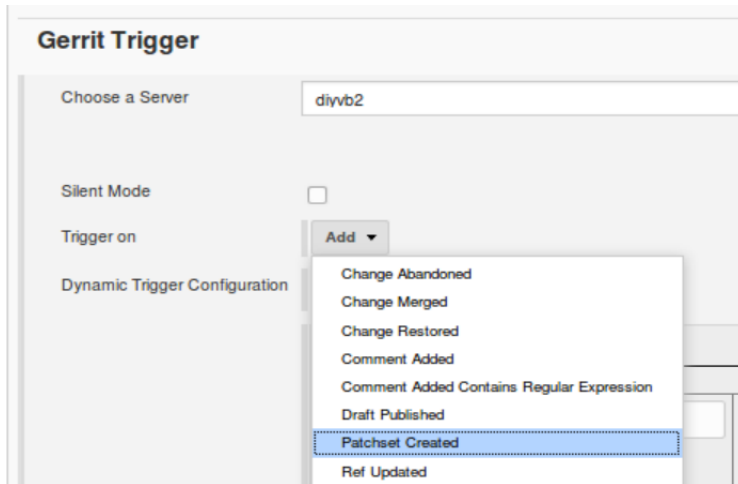 Gerrit Trigger
Choose a Server
diyvb2
Silent Mode
Trigger on
Add
Dynamic Trigger Configuration
Change Abandoned
Change Merged
Change Restored
Comment Added
Comment Added Contains Regular Expression
Draft Published
Patchset Created
Ref Updated